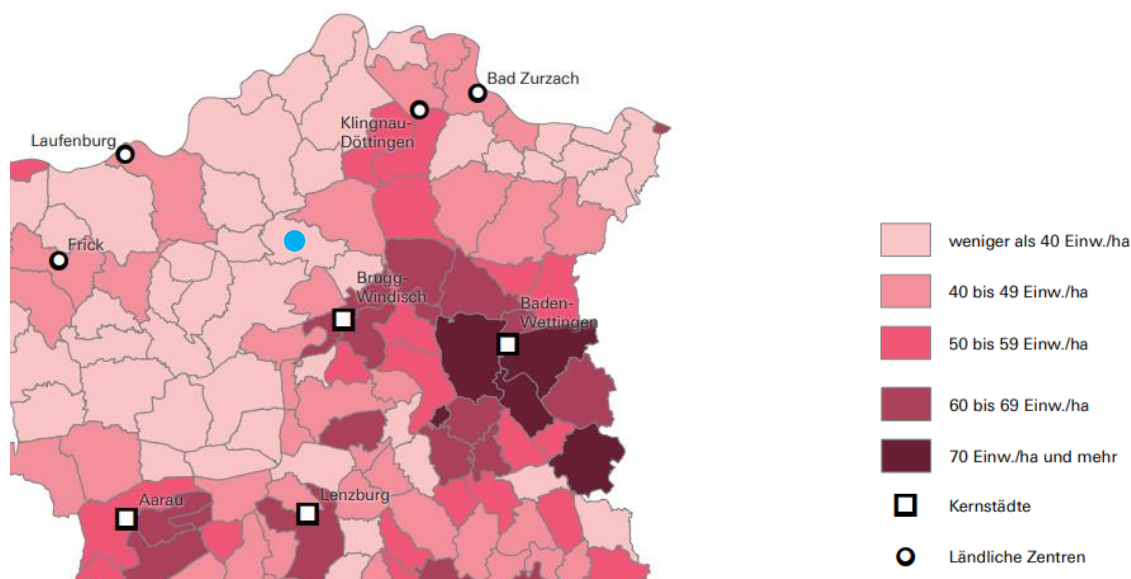 Bad Zurzach
Klingnau-
Döttingen
Laufenburg
Frick
Brugg-
Windisch
Baden-
Wettingen
Aarau
Lenzburg
weniger als 40 Einw./ha
40 bis 49 Einw./ha
50 bis 59 Einw./ha
60 bis 69 Einw./ha
70 Einw./ha und mehr
Kernstädte
Ländliche Zentren